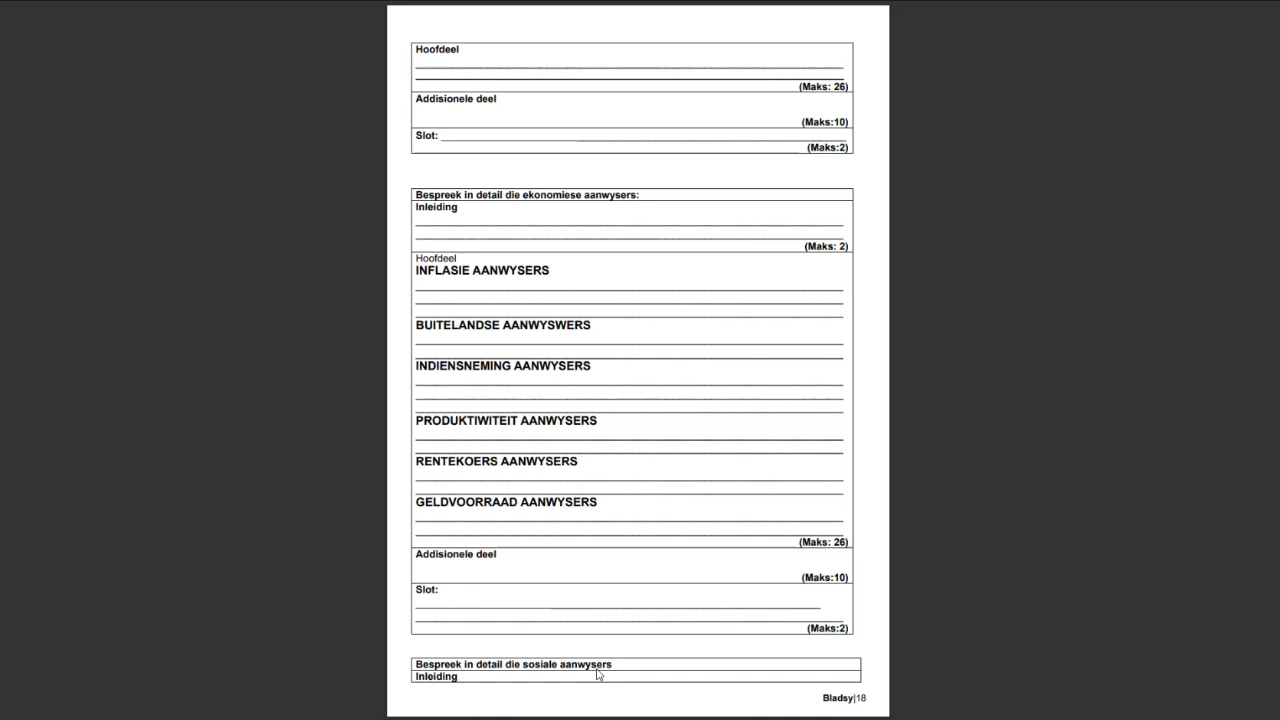 Hoofdeel
(Maks: 26)
Addisionele deel
(Maks:10)
Slot:
(Maks:2)
Bespreek in detail die ekonomiese aanwysers:
Inleiding
(Maks: 2)
Hoofdeel
INFLASIE AANWYSERS
BUITELANDSE AANWYSWERS
INDIENSNEMING AANWYSERS
PRODUKTIWITEIT AANWYSERS
RENTEKOERS AANWYSERS
GELDVOORRAAD AANWYSERS
(Maks: 26)
Addisionele deel
(Maks:10)
Slot:
(Maks:2)
Bespreek in detail die sosiale aanwysers
Inleiding
Bladsy|18